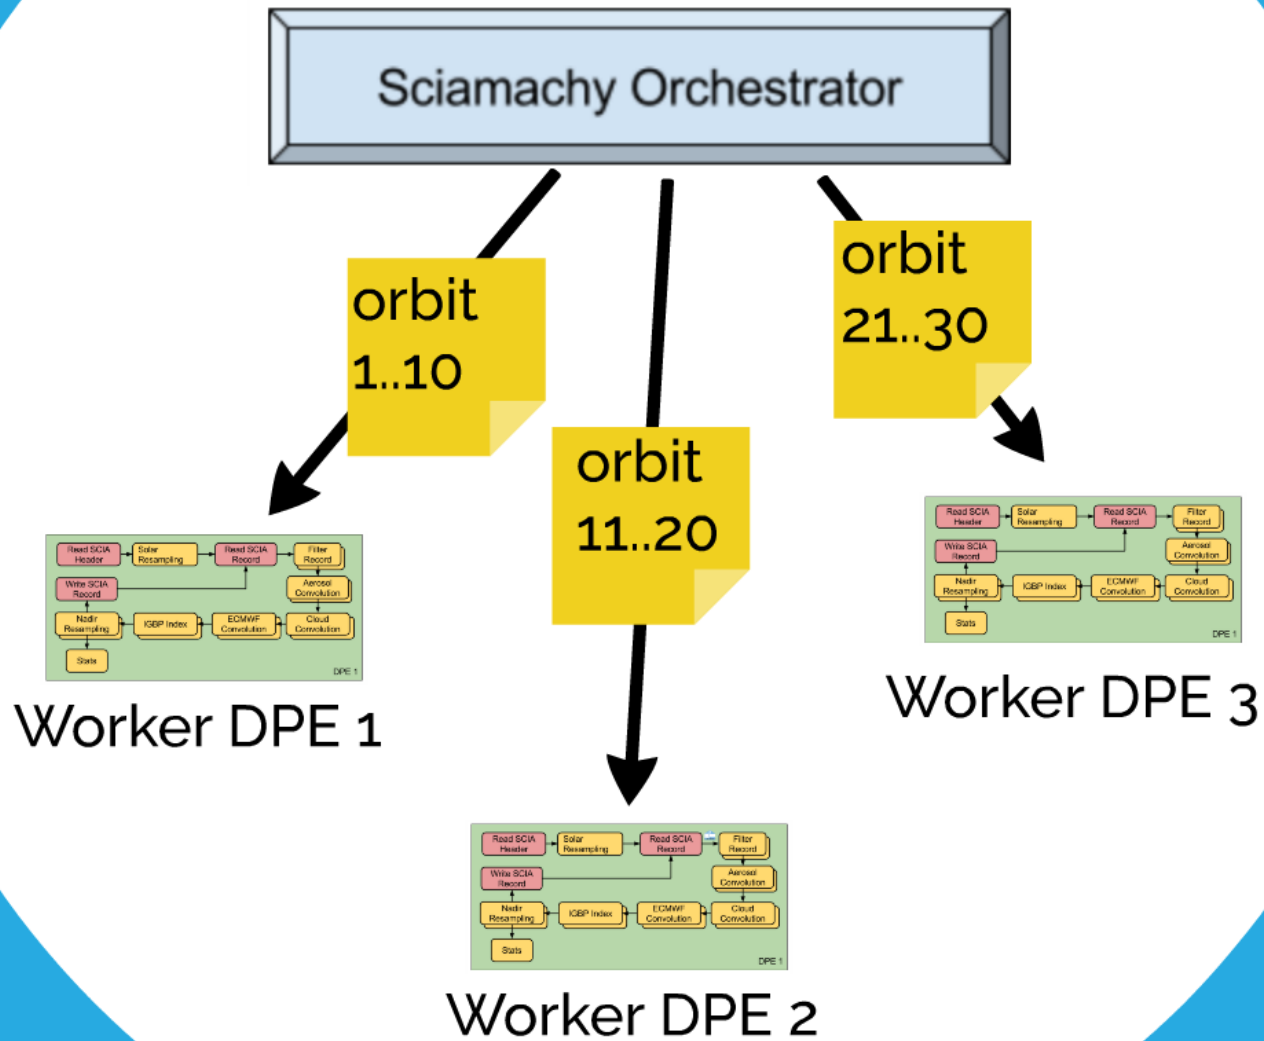 Sciamachy Orchestrator
orbit
1..10
orbit
11..20
orbit
21..30
Read SCIA
Header
Solar
Resampling
Read SCIA
Record
Filter
Record
Write SCIA
Record
Aerosol
Convolution
Nadir
Resampling
IGBP Index
ECMWF
Convolution
Cloud
Convolution
Stats
DPE 1
Worker DPE 1
Read SCIA
Header
Solar
Resampling
Read SCIA
Record
Filter
Record
Write SCIA
Record
Aerosol
Convolution
Nadir
Resampling
IGBP Index
ECMWF
Convolution
Cloud
Convolution
Stats
DPE 1
Worker DPE 2
Read SCIA
Header
Solar
Resampling
Read SCIA
Record
Filter
Record
Write SCIA
Record
Aerosol
Convolution
Nadir
Resampling
IGBP Index
ECMWF
Convolution
Cloud
Convolution
Stats
DPE 1
Worker DPE 3